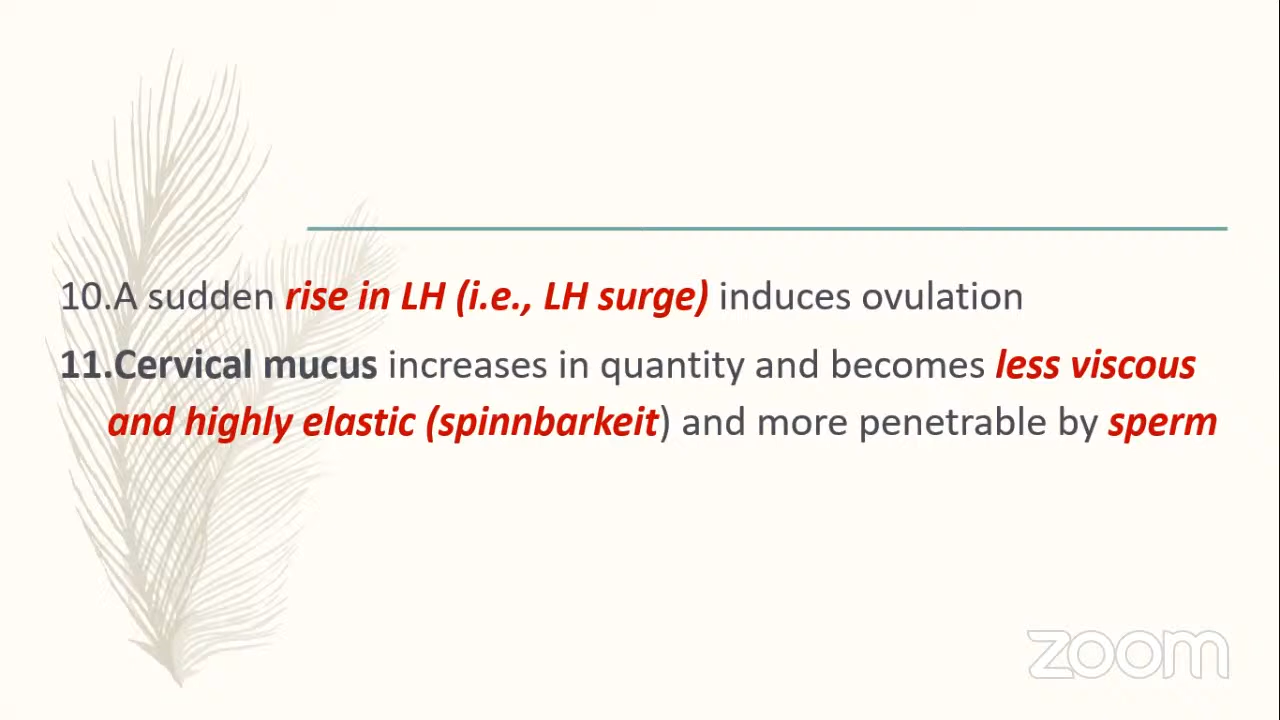 10.A sudden rise in LH (i.e., LH surge) induces ovulation
11.Cervical mucus increases in quantity and becomes less viscous
and highly elastic (spinnbarkeit) and more penetrable by sperm
zoom